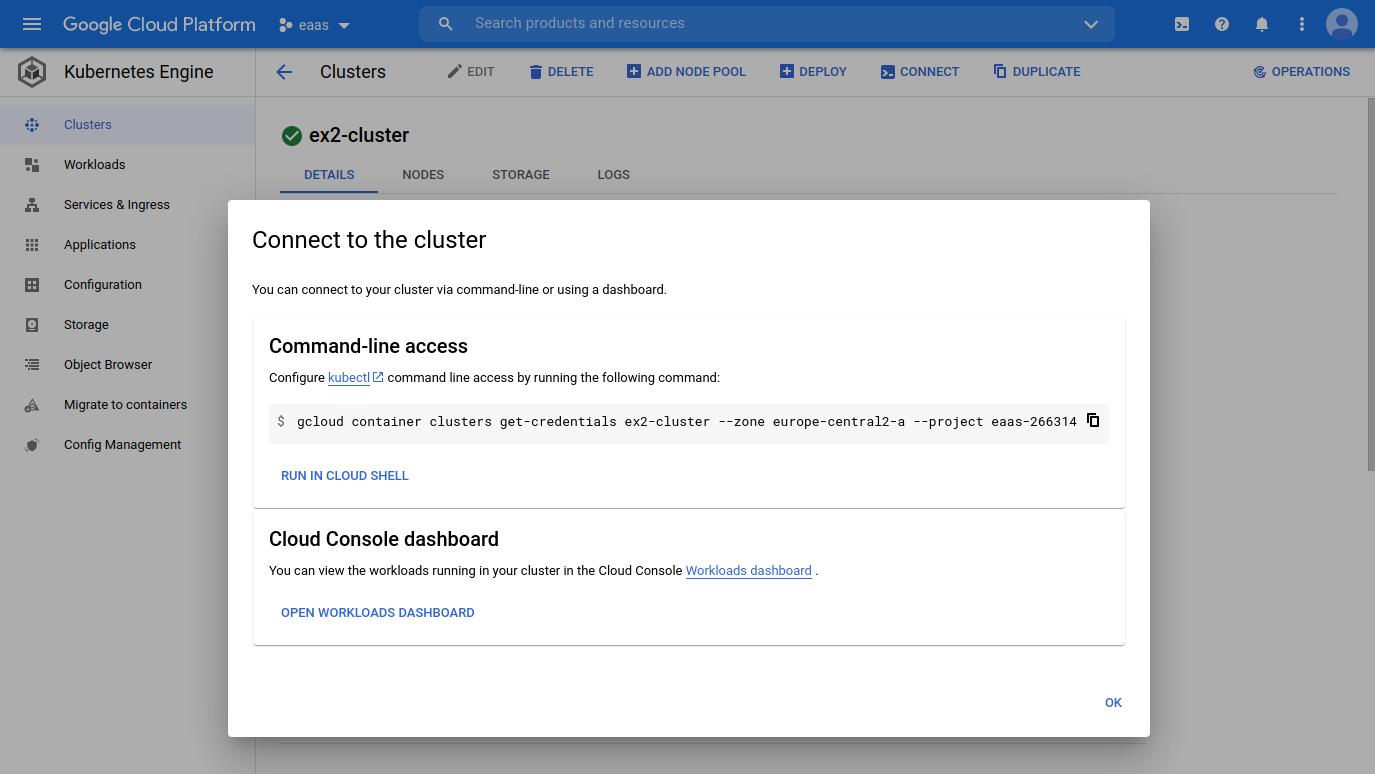 Google Cloud Platform
eaas
Search products and resources
Kubernetes Engine
Clusters
EDIT
DELETE
ADD NODE POOL
DEPLOY
CONNECT
DUPLICATE
OPERATIONS
Clusters
Workloads
Services & Ingress
Applications
Configuration
Storage
Object Browser
Migrate to containers
Config Management
ex2-cluster
DETAILS
NODES
STORAGE
LOGS
Connect to the cluster
You can connect to your cluster via command-line or using a dashboard.
Command-line access
Configure kubectl command line access by running the following command:
$ gcloud container clusters get-credentials ex2-cluster --zone europe-central2-a --project eaas-266314
RUN IN CLOUD SHELL
Cloud Console dashboard
You can view the workloads running in your cluster in the Cloud Console Workloads dashboard .
OPEN WORKLOADS DASHBOARD
OK